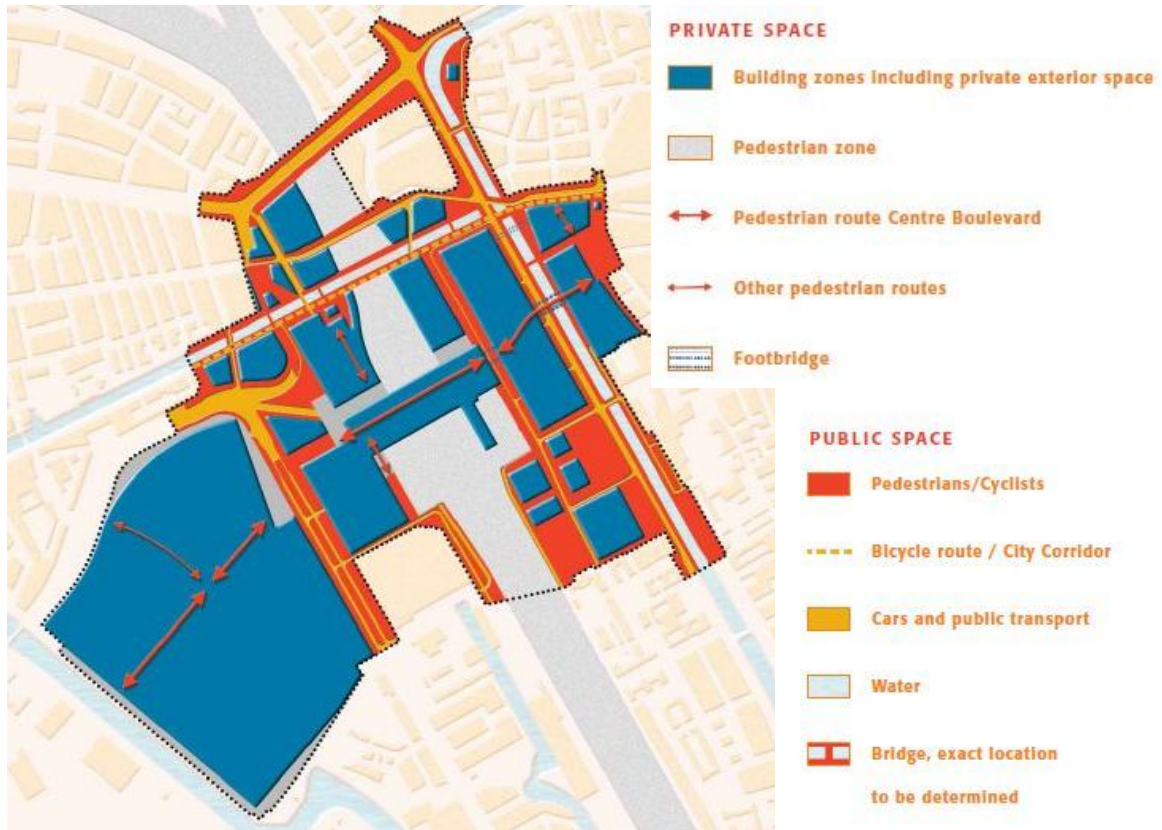 PRIVATE SPACE
Building zones including private exterior space
Pedestrian zone
Pedestrian route Centre Boulevard
Other pedestrian routes
Footbridge
PUBLIC SPACE
Pedestrians/Cyclists
Bicycle route / City Corridor
Cars and public transport
Water
Bridge, exact location
to be determined